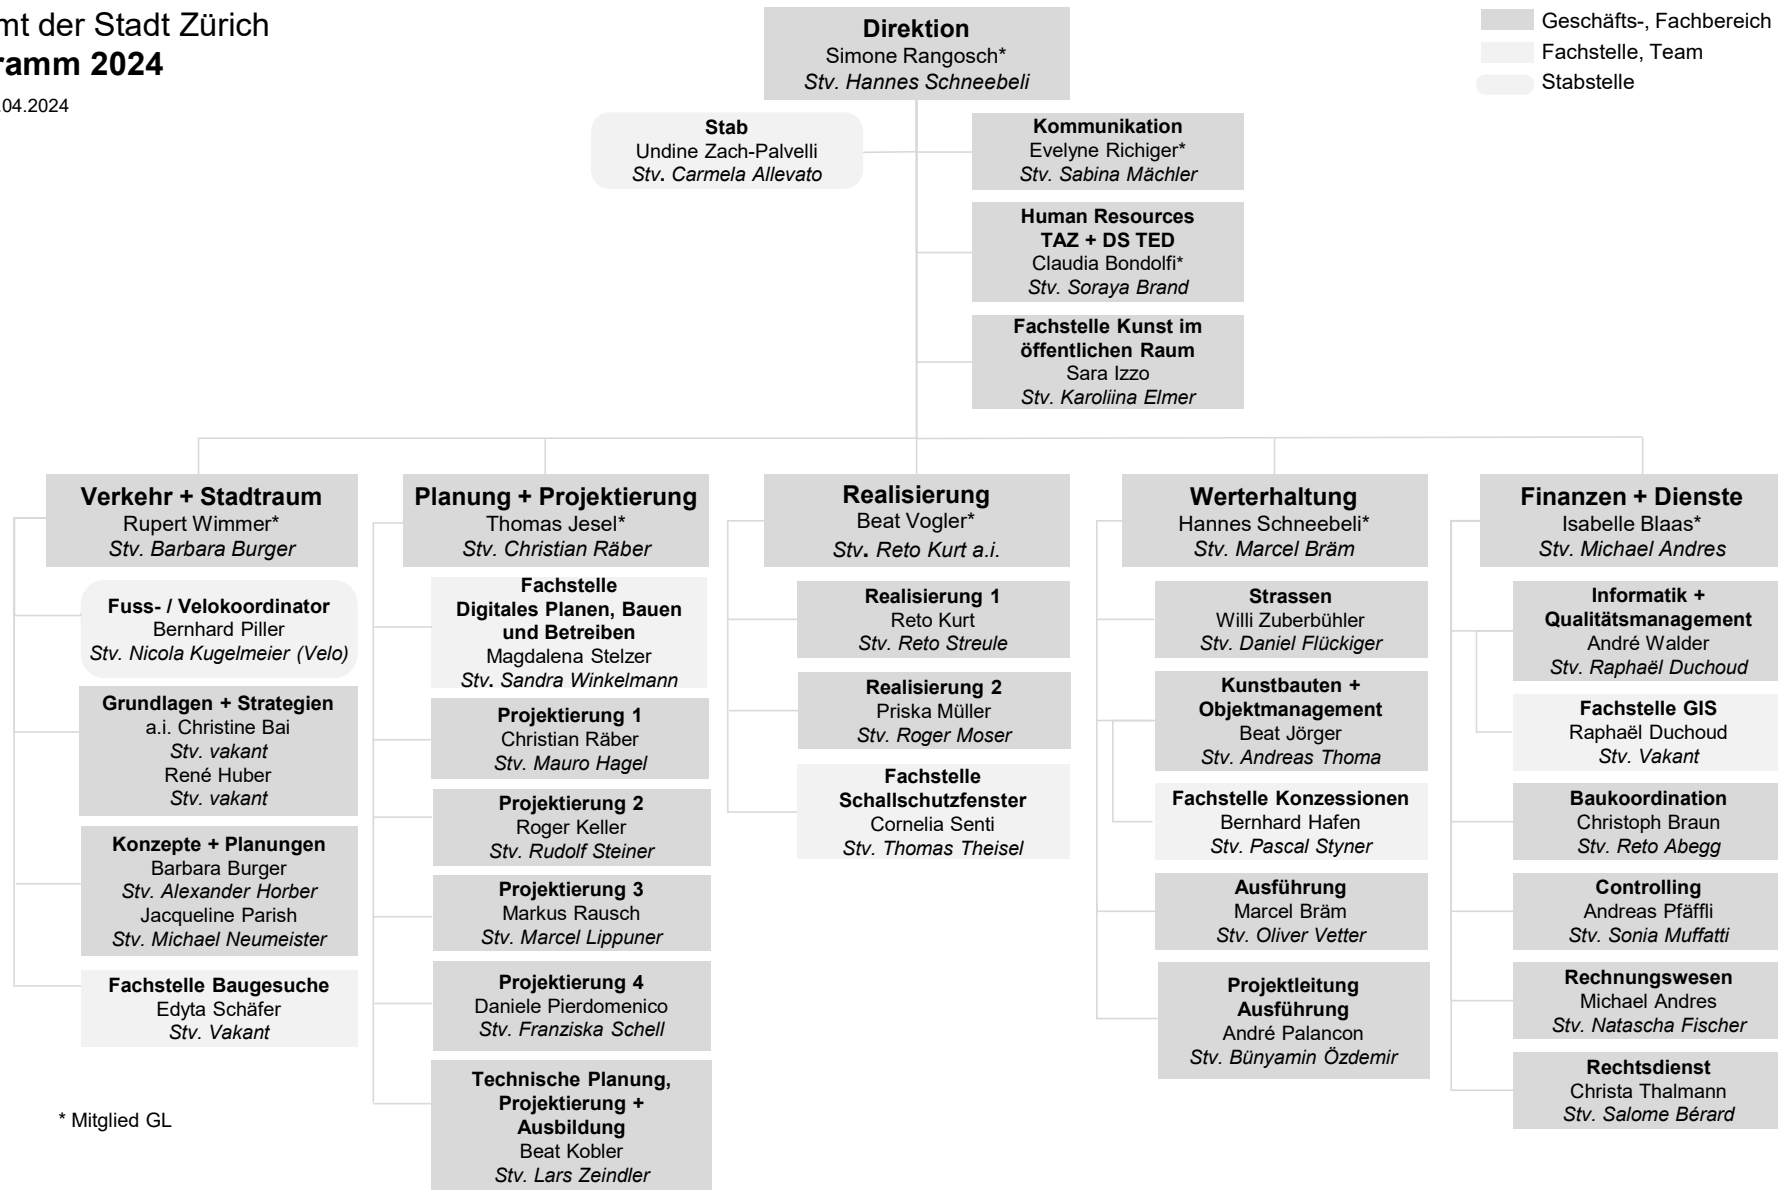 mt der Stadt Zürich
ramm 2024
.04.2024
Direktion
Simone Rangosch*
Stv. Hannes Schneebeli
Geschäfts-, Fachbereich
Fachstelle, Team
Stabstelle
Stab
Undine Zach-Palvelli
Stv. Carmela Allevato
Kommunikation
Evelyne Richiger*
Stv. Sabina Mächler
Human Resources
TAZ + DS TED
Claudia Bondolfi*
Stv. Soraya Brand
Fachstelle Kunst im
öffentlichen Raum
Sara Izzo
Stv. Karoliina Elmer
Verkehr + Stadtraum
Rupert Wimmer*
Stv. Barbara Burger
Fuss- / Velokoordinator
Bernhard Piller
Stv. Nicola Kugelmeier (Velo)
Grundlagen + Strategien
a.i. Christine Bai
Stv. vakant
René Huber
Stv. vakant
Konzepte + Planungen
Barbara Burger
Stv. Alexander Horber
Jacqueline Parish
Stv. Michael Neumeister
Fachstelle Baugesuche
Edyta Schäfer
Stv. Vakant
Planung + Projektierung
Thomas Jesel*
Stv. Christian Räber
Fachstelle
Digitales Planen, Bauen
und Betreiben
Magdalena Stelzer
Stv. Sandra Winkelmann
Projektierung 1
Christian Räber
Stv. Mauro Hagel
Projektierung 2
Roger Keller
Stv. Rudolf Steiner
Projektierung 3
Markus Rausch
Stv. Marcel Lippuner
Projektierung 4
Daniele Pierdomenico
Stv. Franziska Schell
Technische Planung,
Projektierung +
Ausbildung
Beat Kobler
Stv. Lars Zeindler
Realisierung
Beat Vogler*
Stv. Reto Kurt a.i.
Realisierung 1
Reto Kurt
Stv. Reto Streule
Realisierung 2
Priska Müller
Stv. Roger Moser
Fachstelle
Schallschutzfenster
Cornelia Senti
Stv. Thomas Theisel
Werterhaltung
Hannes Schneebeli*
Stv. Marcel Bräm
Strassen
Willi Zuberbühler
Stv. Daniel Flückiger
Kunstbauten +
Objektmanagement
Beat Jörger
Stv. Andreas Thoma
Fachstelle Konzessionen
Bernhard Hafen
Stv. Pascal Styner
Ausführung
Marcel Bräm
Stv. Oliver Vetter
Projektleitung
Ausführung
André Palancon
Stv. Bünyamin Özdemir
Finanzen + Dienste
Isabelle Blaas*
Stv. Michael Andres
Informatik +
Qualitätsmanagement
André Walder
Stv. Raphaël Duchoud
Fachstelle GIS
Raphaël Duchoud
Stv. Vakant
Baukoordination
Christoph Braun
Stv. Reto Abegg
Controlling
Andreas Pfäffli
Stv. Sonia Muffatti
Rechnungswesen
Michael Andres
Stv. Natascha Fischer
Rechtsdienst
Christa Thalmann
Stv. Salome Bérard
* Mitglied GL